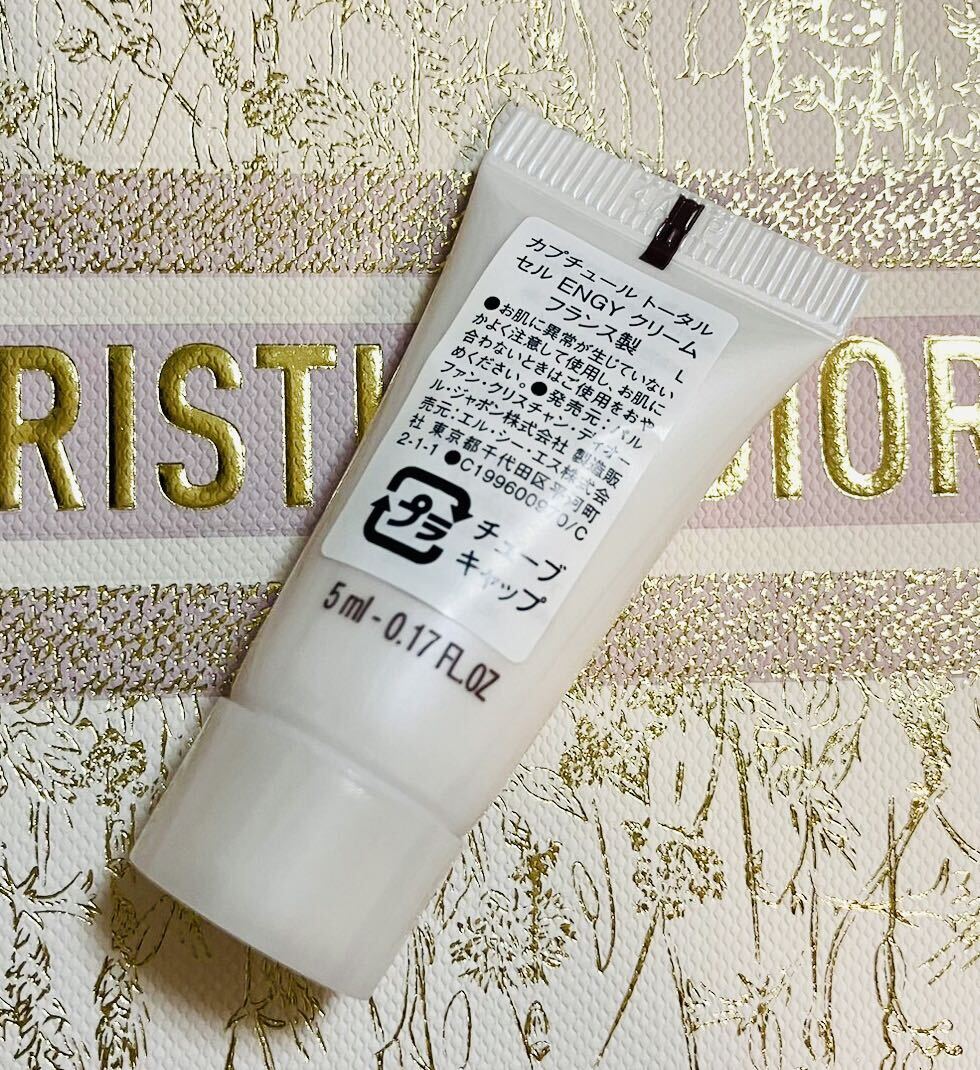 カプチュール トータル
セル ENGY クリーム
フランス製 L
●お肌に異常が生じていない
かよく注意して使用し、お肌に
合わないときはご使用をおや
めください。●発売元・パル
ファン・クリスチャン・ディオー
ル・ジャポン株式会社 製造販
売元・エル・シー・エス株式会
社 東京都千代田区平河町
2-1-1 ●C199600970/C
プラ
チューブ
キャップ
5 ml - 0.17 FL.OZ
RISTI
DIOR